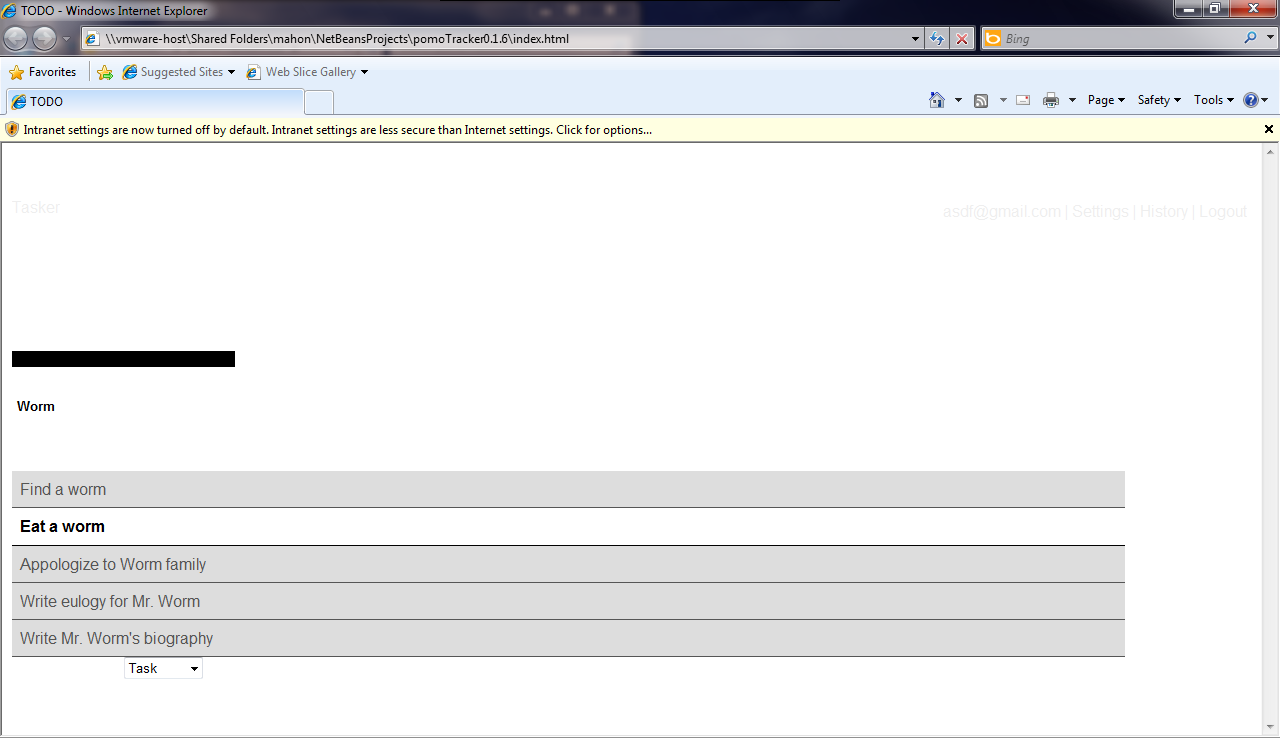 TODO - Windows Internet Explorer
\\vmware-host\Shared Folders\mahon\NetBeansProjects\pomoTracker0.1.6\index.html
Bing
Favorites
Suggested Sites
Web Slice Gallery
TODO
Page
Safety
Tools
Intranet settings are now turned off by default. Intranet settings are less secure than Internet settings. Click for options...
Tasker
asdf@gmail.com | Settings | History | Logout
Worm
Find a worm
Eat a worm
Appologize to Worm family
Write eulogy for Mr. Worm
Write Mr. Worm's biography
Task